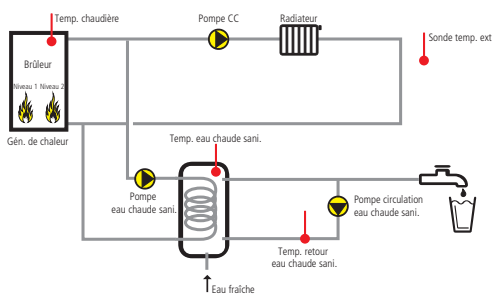 Temp. chaudière
Pompe CC
Radiateur
Sonde temp. ext
Brûleur
Niveau 1 Niveau 2
Gén. de chaleur
Temp. eau chaude sani.
Pompe
eau chaude sani.
Pompe circulation
eau chaude sani.
Temp. retour
eau chaude sani.
Eau fraîche